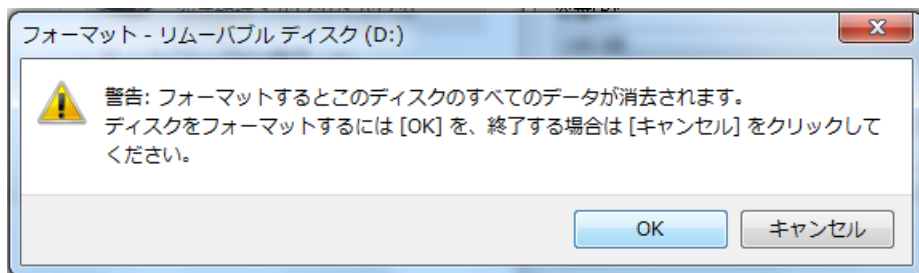 フォーマット - リムーバブル ディスク (D:)
警告: フォーマットするとこのディスクのすべてのデータが消去されます。
ディスクをフォーマットするには [OK] を、終了する場合は [キャンセル] をクリックして
ください。
OK
キャンセル